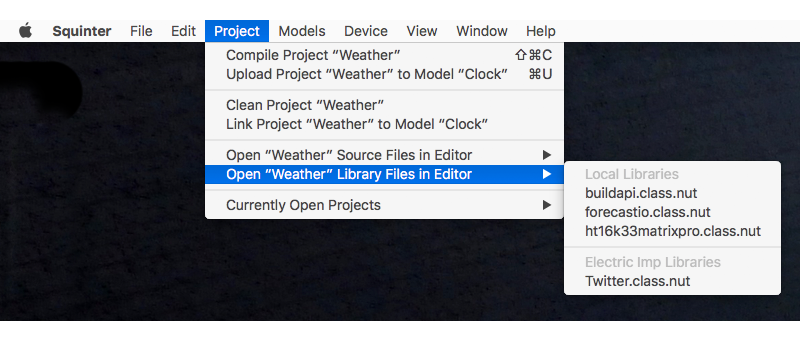 Squinter File Edit Project Models Device View Window Help
Compile Project “Weather” ⇧⌘C
Upload Project “Weather” to Model “Clock” ⌘U
Clean Project “Weather”
Link Project “Weather” to Model “Clock”
Open “Weather” Source Files in Editor
Open “Weather” Library Files in Editor
Currently Open Projects
Local Libraries
buildapi.class.nut
forecastio.class.nut
ht16k33matrixpro.class.nut
Electric Imp Libraries
Twitter.class.nut